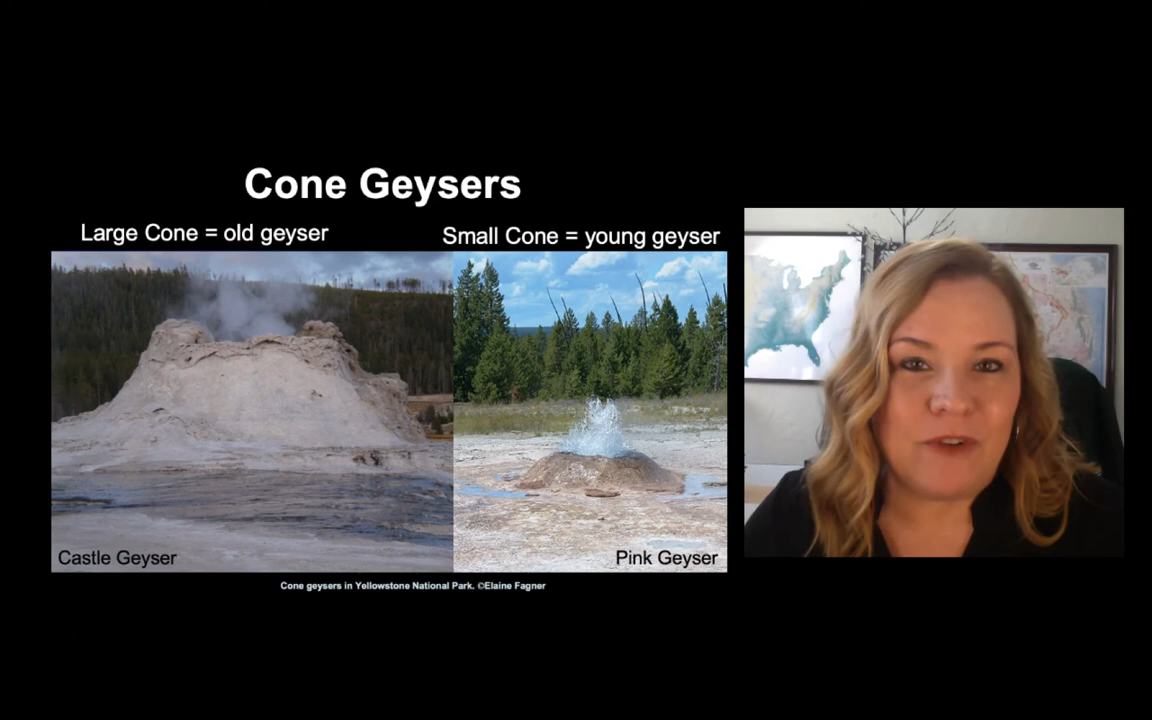 Cone Geysers
Large Cone = old geyser
Small Cone = young geyser
Castle Geyser
Pink Geyser
Cone geysers in Yellowstone National Park. ©Elaine Fagner